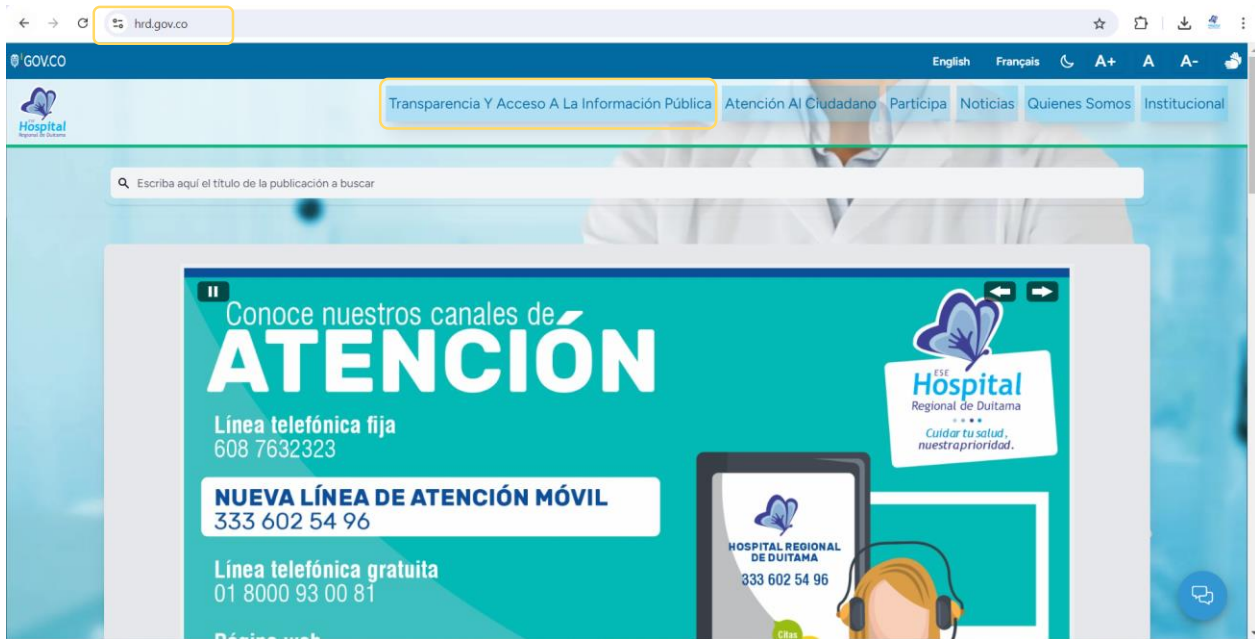 hrd.gov.co
GOV.CO
English Français A+ A A-
ESE
Hospital
Regional de Duitama
Transparencia Y Acceso A La Información Pública Atención Al Ciudadano Participa Noticias Quienes Somos Institucional
Escriba aquí el título de la publicación a buscar
Conoce nuestros canales de
ATENCIÓN
Línea telefónica fija
608 7632323
NUEVA LÍNEA DE ATENCIÓN MÓVIL
333 602 54 96
Línea telefónica gratuita
01 8000 93 00 81
Página web
ESE
Hospital
Regional de Duitama
Cuidar tu salud,
nuestra prioridad.
HOSPITAL REGIONAL
DE DUITAMA
333 602 54 96
Citas